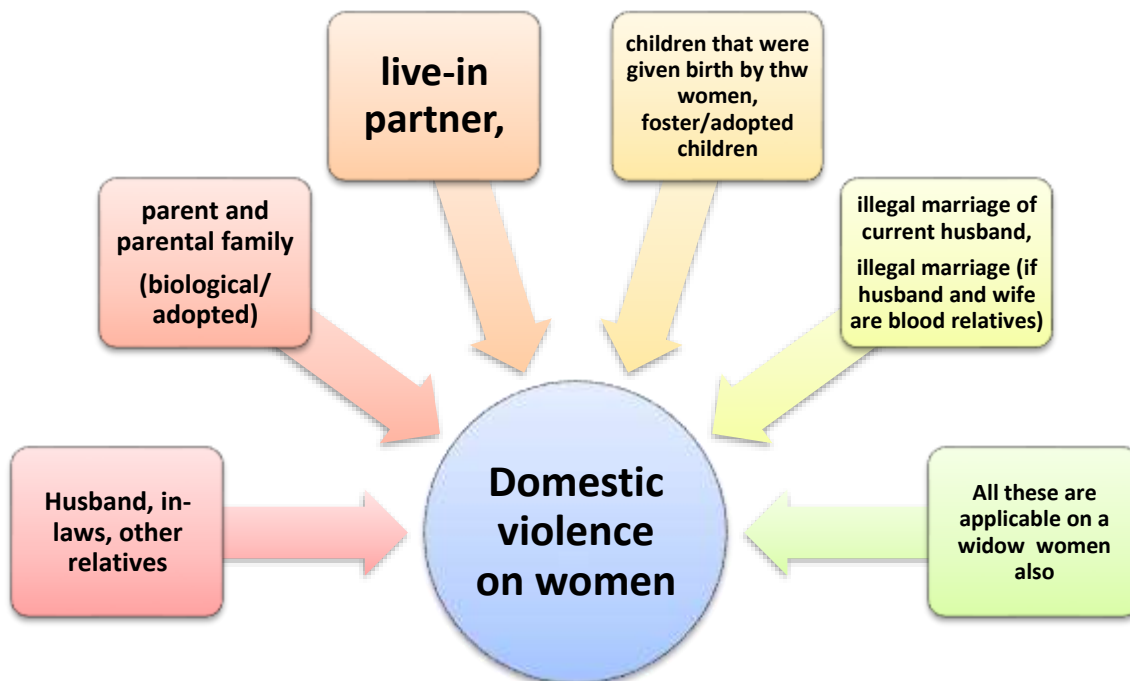 live-in
partner,
children that were
given birth by thw
women,
foster/adopted
children
parent and
parental family
(biological/
adopted)
illegal marriage of
current husband,
illegal marriage (if
husband and wife
are blood relatives)
Husband, in-
laws, other
relatives
Domestic
violence
on women
All these are
applicable on a
widow  women
also